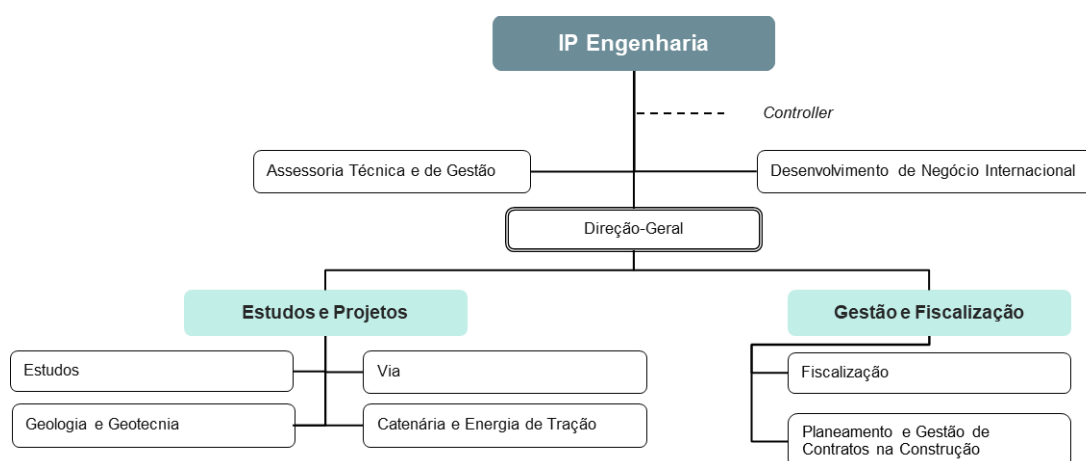 IP Engenharia
Controller
Assessoria Técnica e de Gestão
Desenvolvimento de Negócio Internacional
Direção-Geral
Estudos e Projetos
Gestão e Fiscalização
Estudos
Via
Fiscalização
Geologia e Geotecnia
Catenária e Energia de Tração
Planeamento e Gestão de
Contratos na Construção